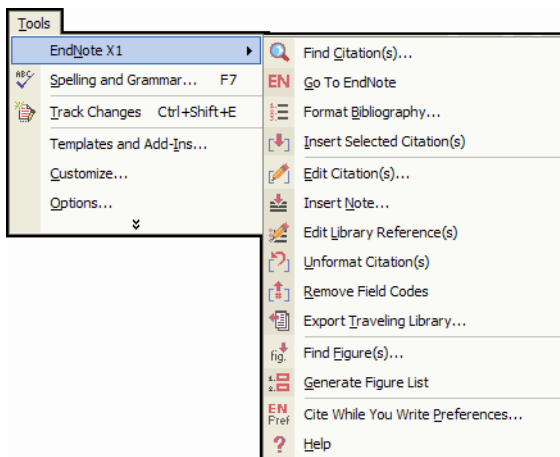 Tools
EndNote X1
ABC
Spelling and Grammar... F7
Track Changes Ctrl+Shift+E
Templates and Add-Ins...
Customize...
Options...
Find Citation(s)...
EN Go To EndNote
Format Bibliography...
Insert Selected Citation(s)
Edit Citation(s)...
Insert Note...
Edit Library Reference(s)
Unformat Citation(s)
Remove Field Codes
Export Traveling Library...
fig. Find Figure(s)...
1. 2. Generate Figure List
EN Pref Cite While You Write Preferences...
? Help